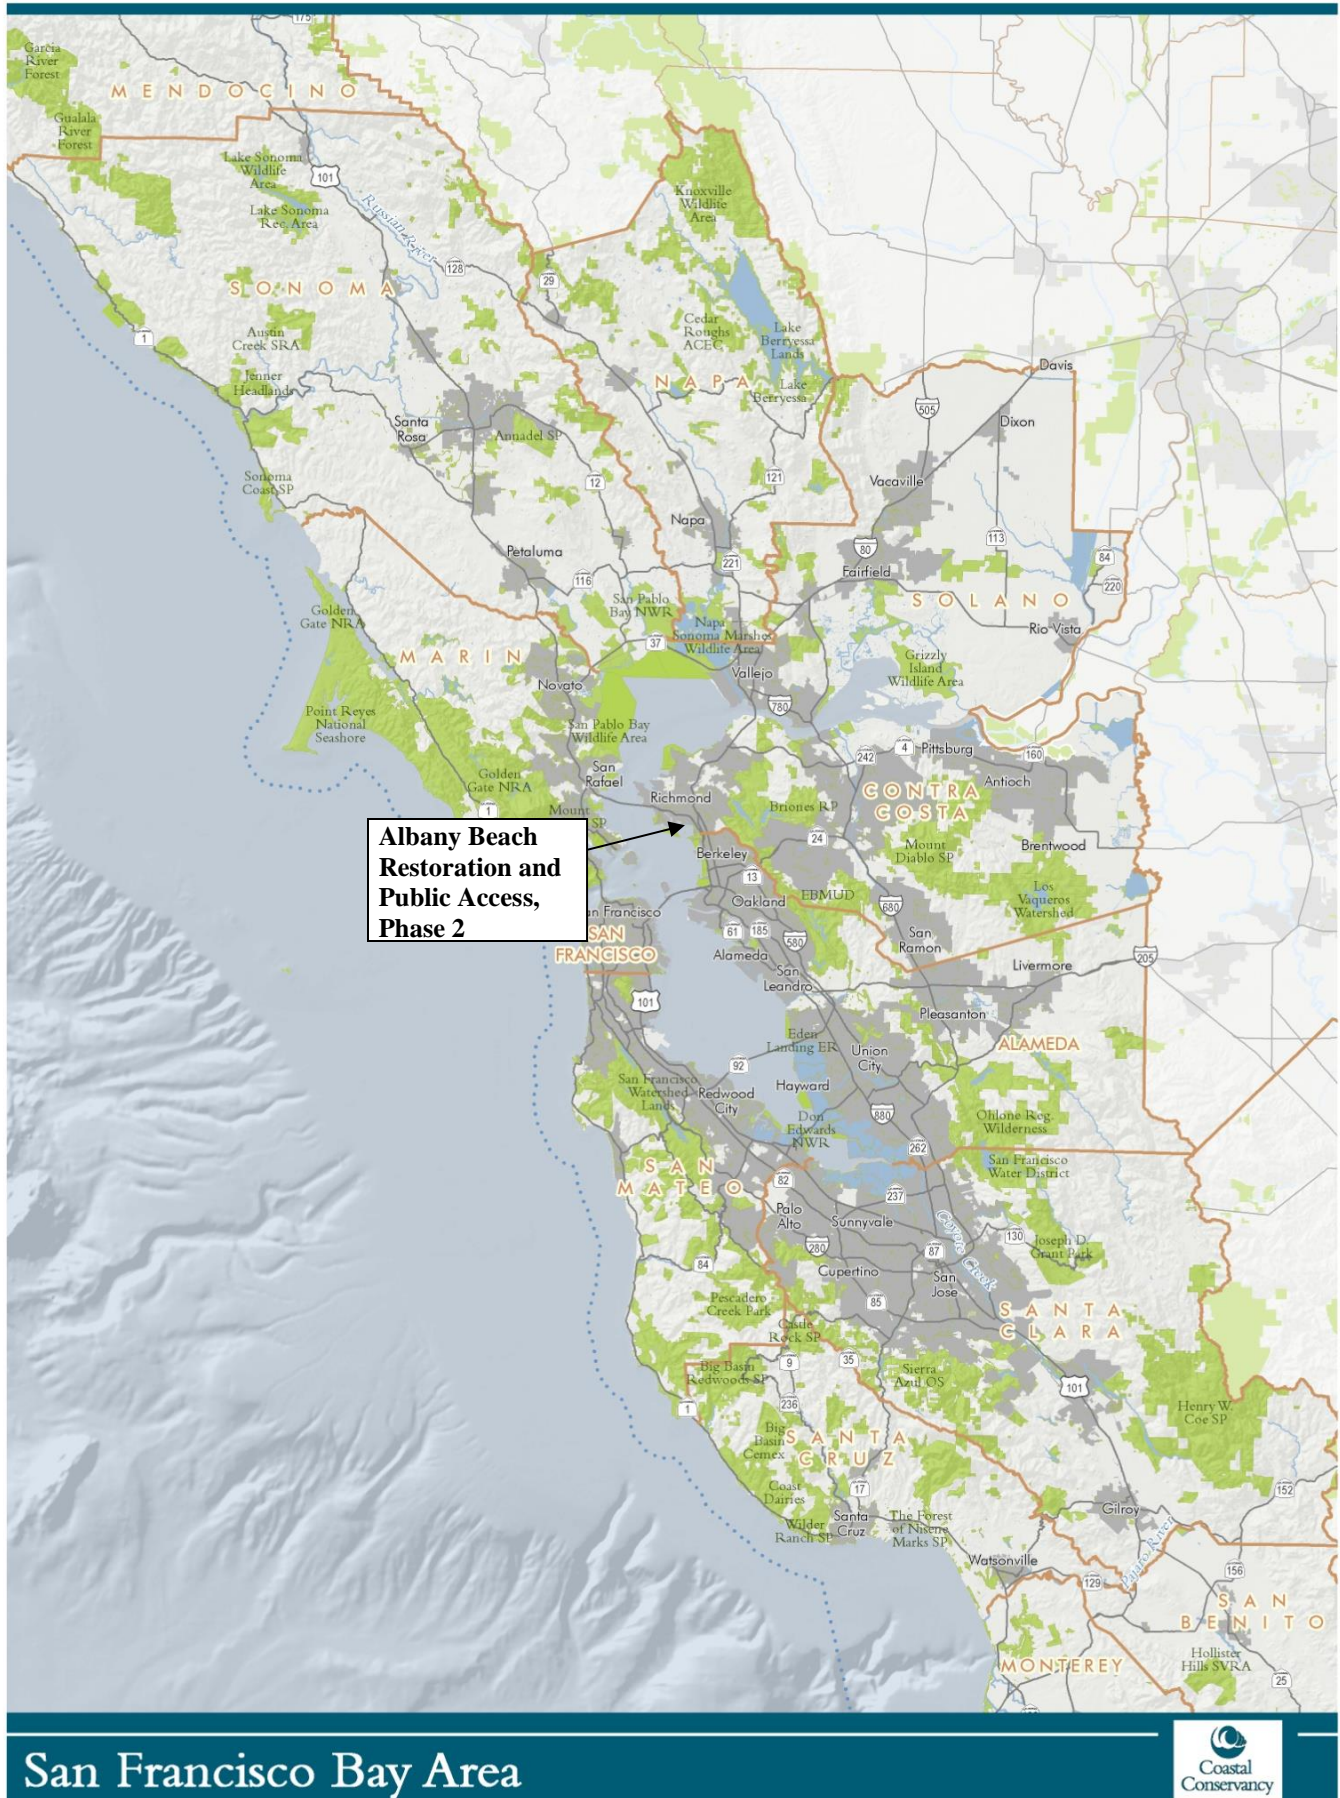 175
Garcia
River
Forest
MENDOCINO
Gualala
River
Forest
Lake Sonoma
Wildlife
Area
101
Lake Sonoma
Rec. Area
Russian River
128
Knoxville
Wildlife
Area
29
SONOMA
1
Austin
Creek SRA
Jenner
Headlands
Cedar
Roughs
ACEC
Lake
Berryessa
Lands
NAPA
Lake
Berryessa
Davis
505
Dixon
Santa
Rosa
Annadel SP
Sonoma
Coast SP
12
121
Vacaville
Napa
80
113
Petaluma
221
Fairfield
84
116
220
San Pablo
Bay NWR
SOLANO
Golden
Gate NRA
Napa
Sonoma Marshes
Wildlife Area
37
Rio Vista
MARIN
Grizzly
Island
Wildlife Area
Novato
Vallejo
Point Reyes
National
Seashore
780
San Pablo Bay
Wildlife Area
242
4
Pittsburg
160
San
Rafael
Golden
Gate NRA
Antioch
CONTRA
COSTA
1
Mount
SP
Richmond
Briones RP
Albany Beach
Restoration and
Public Access,
Phase 2
24
Berkeley
Mount
Diablo SP
Brentwood
13
EBMUD
Los
Vaqueros
Watershed
Oakland
680
an Francisco
SAN
FRANCISCO
61
185
580
San
Ramon
Alameda
205
San
Leandro
Livermore
101
Pleasanton
Eden
Landing ER
Union
City
ALAMEDA
92
San Francisco
Watershed
Lands
Redwood
City
Hayward
880
Don
Edwards
NWR
Ohlone Reg.
Wilderness
262
SAN
MATEO
San Francisco
Water District
82
237
Palo
Alto
Sunnyvale
Coyote Creek
130
Joseph D
Grant Park
280
87
84
Cupertino
San
Jose
85
Pescadero
Creek Park
SANTA
CLARA
Castle
Rock SP
9
35
Big Basin
Redwoods SP
Sierra
Azul OS
101
1
236
Henry W.
Coe SP
Big
Basin
Cemex
SANTA
CRUZ
Coast
Dairies
17
152
Wilder
Ranch SP
Santa
Cruz
The Forest
of Nisene
Marks SP
Gilroy
Pajaro River
Watsonville
129
156
SAN
BENITO
MONTEREY
Hollister
Hills SVRA
25
San Francisco Bay Area
Coastal
Conservancy